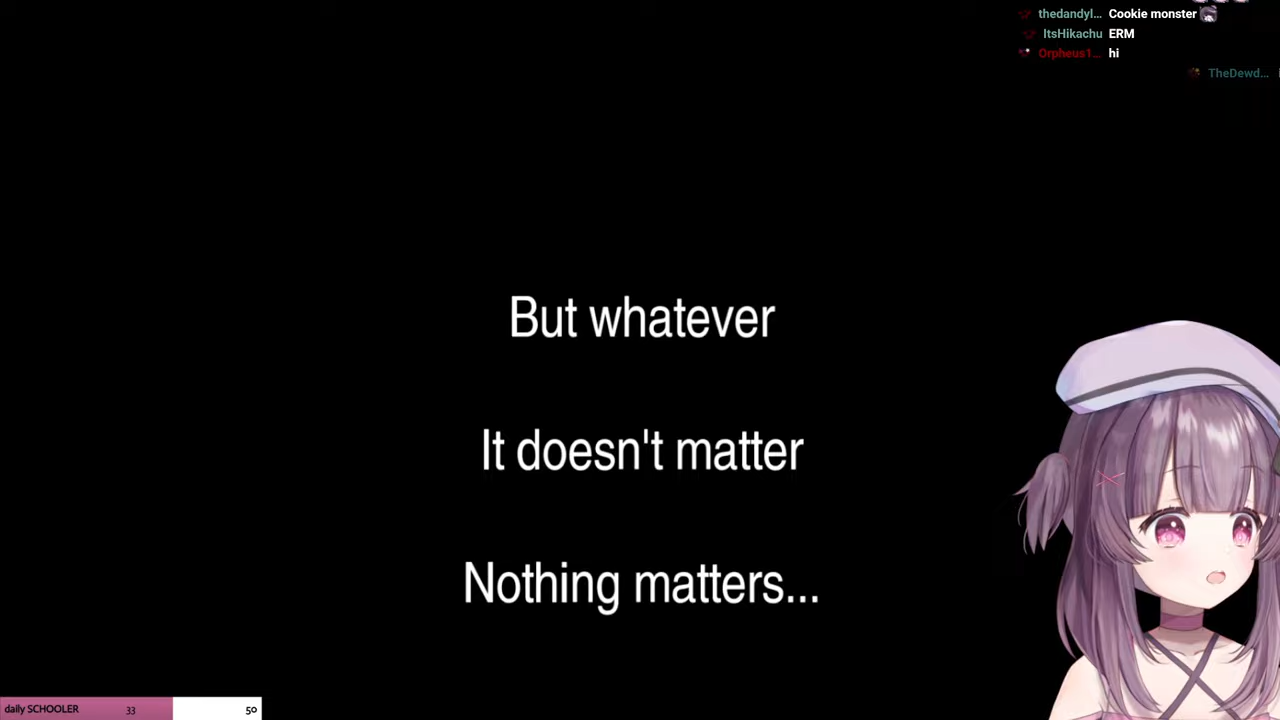 thedandyl... Cookie monster
ItsHikachu ERM
Orpheus1... hi
TheDewd...
But whatever
It doesn't matter
Nothing matters...
daily SCHOOLER 33 50